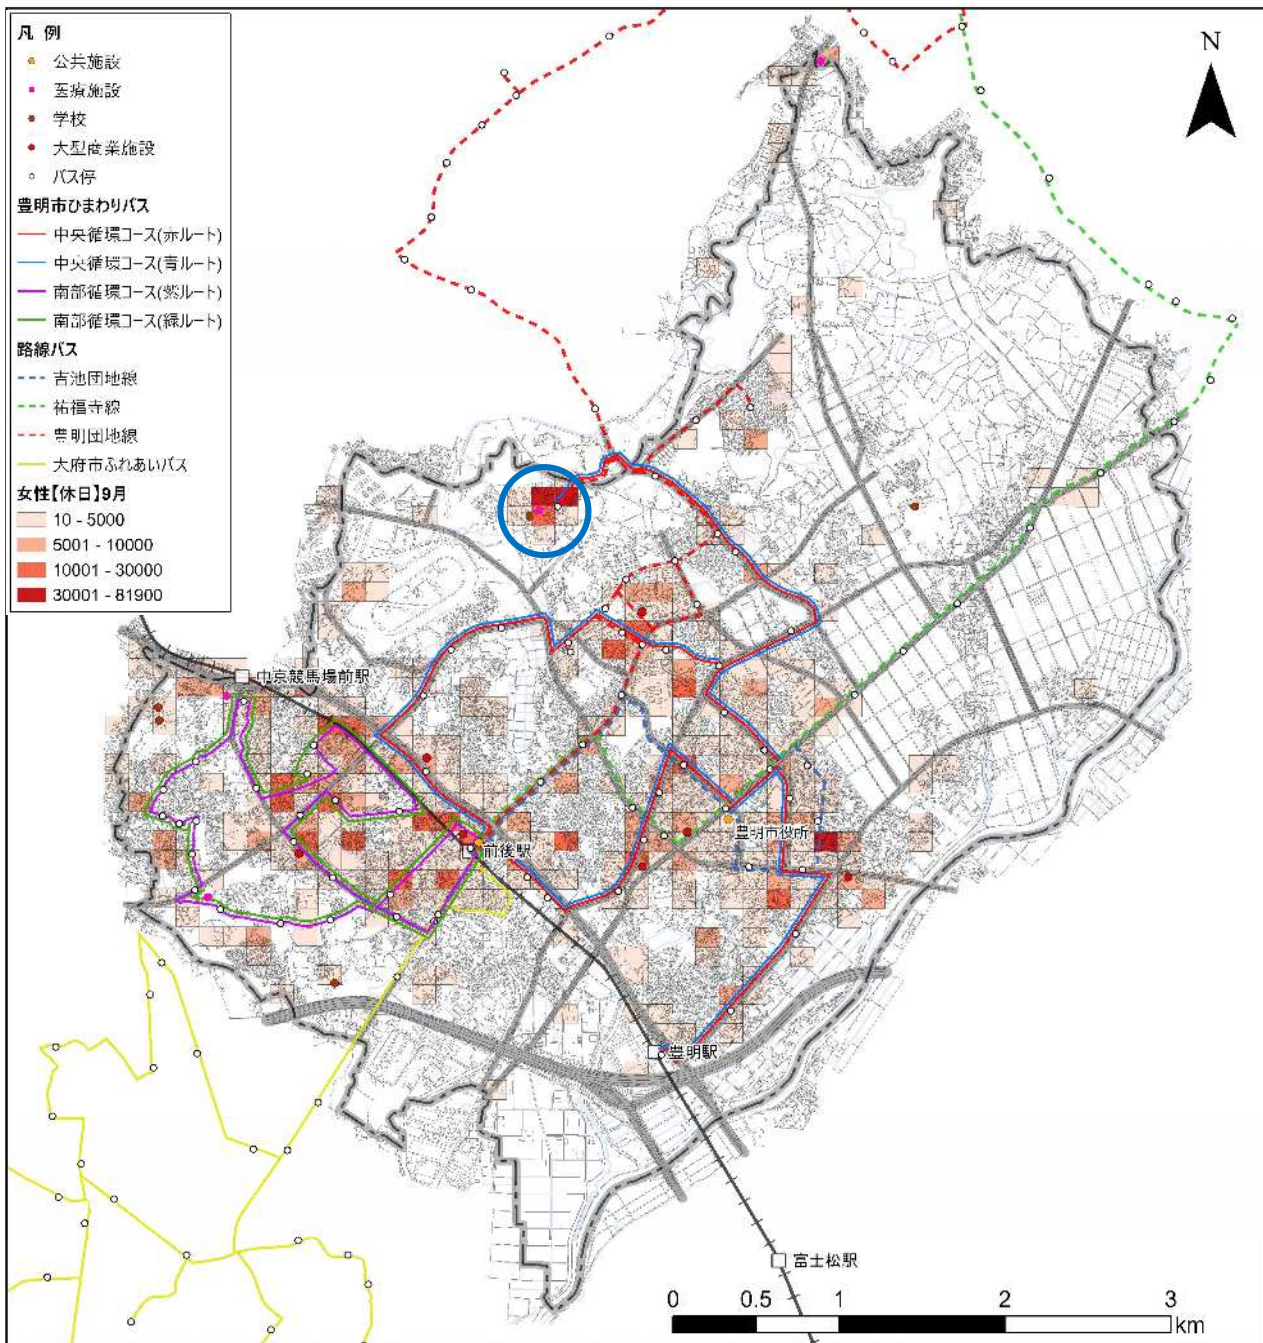 凡 例
公共施設
医療施設
学校
大型商業施設
バス停
豊明市ひまわりバス
中央循環コース(赤ルート)
中央循環コース(青ルート)
南部循環コース(紫ルート)
南部循環コース(緑ルート)
路線バス
吉池団地線
祐福寺線
豊明団地線
大府市ふれあいバス
女性【休日】9月
10 - 5000
5001 - 10000
10001 - 30000
30001 - 81900
N
中京競馬場前駅
豊明市役所
前後駅
豊明駅
富士松駅
0 0.5 1 2 3
km